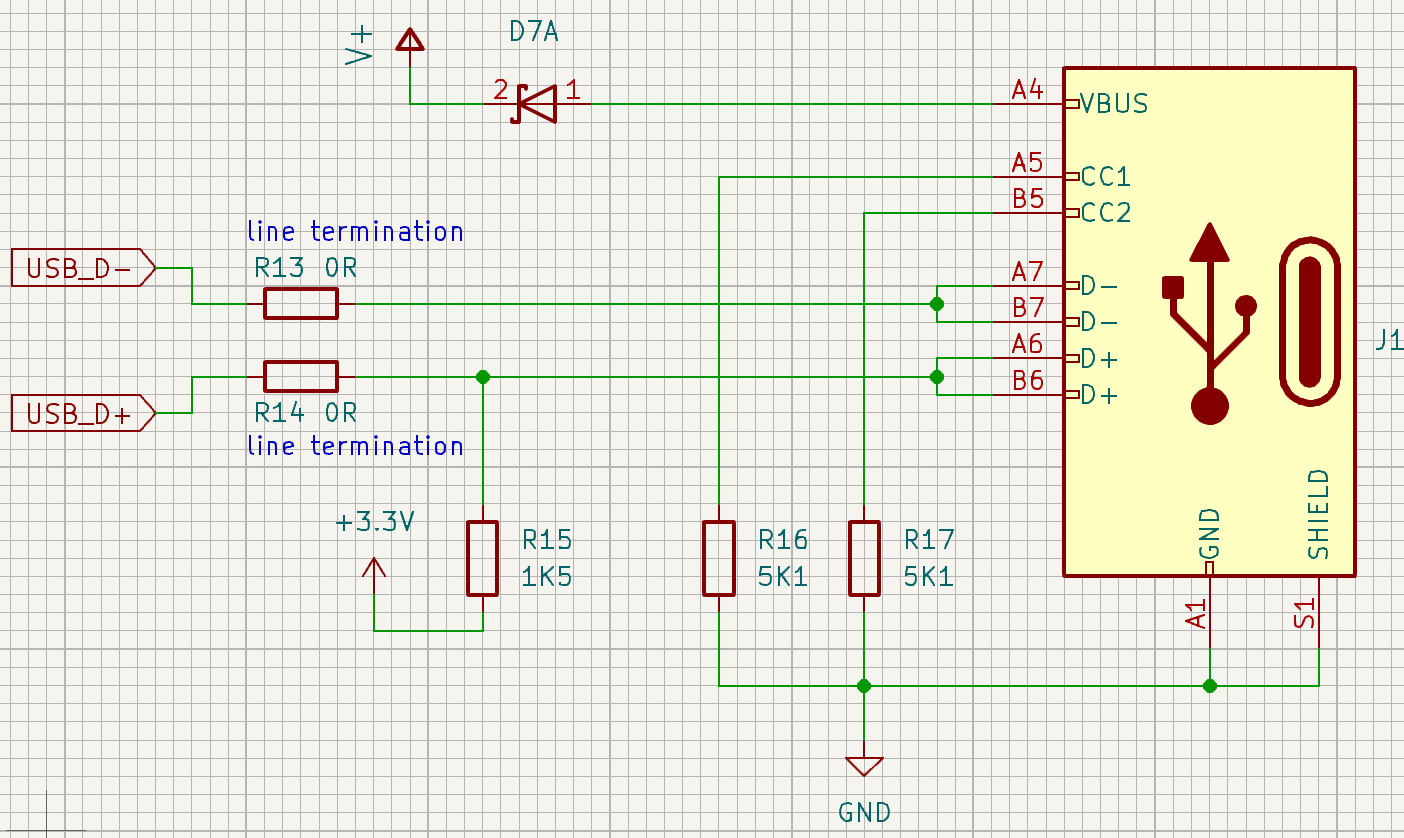 V+
D7A
2
1
A4
VBUS
A5
CC1
B5
CC2
line termination
R13 0R
USB_D-
A7
D-
B7
D-
A6
D+
B6
D+
J1
USB_D+
R14 0R
line termination
+3.3V
R15
1K5
R16
5K1
R17
5K1
GND
SHIELD
A1
S1
GND